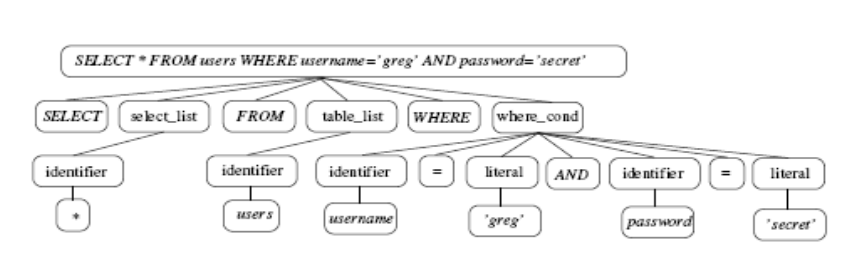 SELECT * FROM users WHERE username='greg' AND password='secret'
SELECT select_list FROM table_list WHERE where_cond
identifier identifier identifier = literal AND identifier = literal
* users username 'greg' password 'secret'